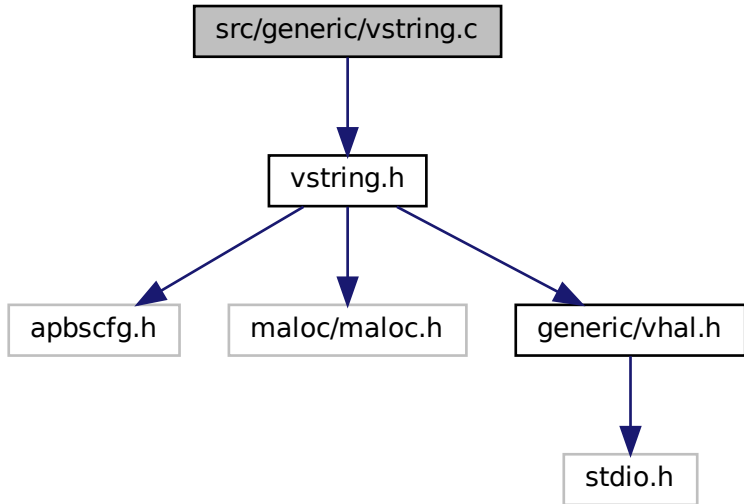 src/generic/vstring.c
vstring.h
apbscfg.h
maloc/maloc.h
generic/vhal.h
stdio.h